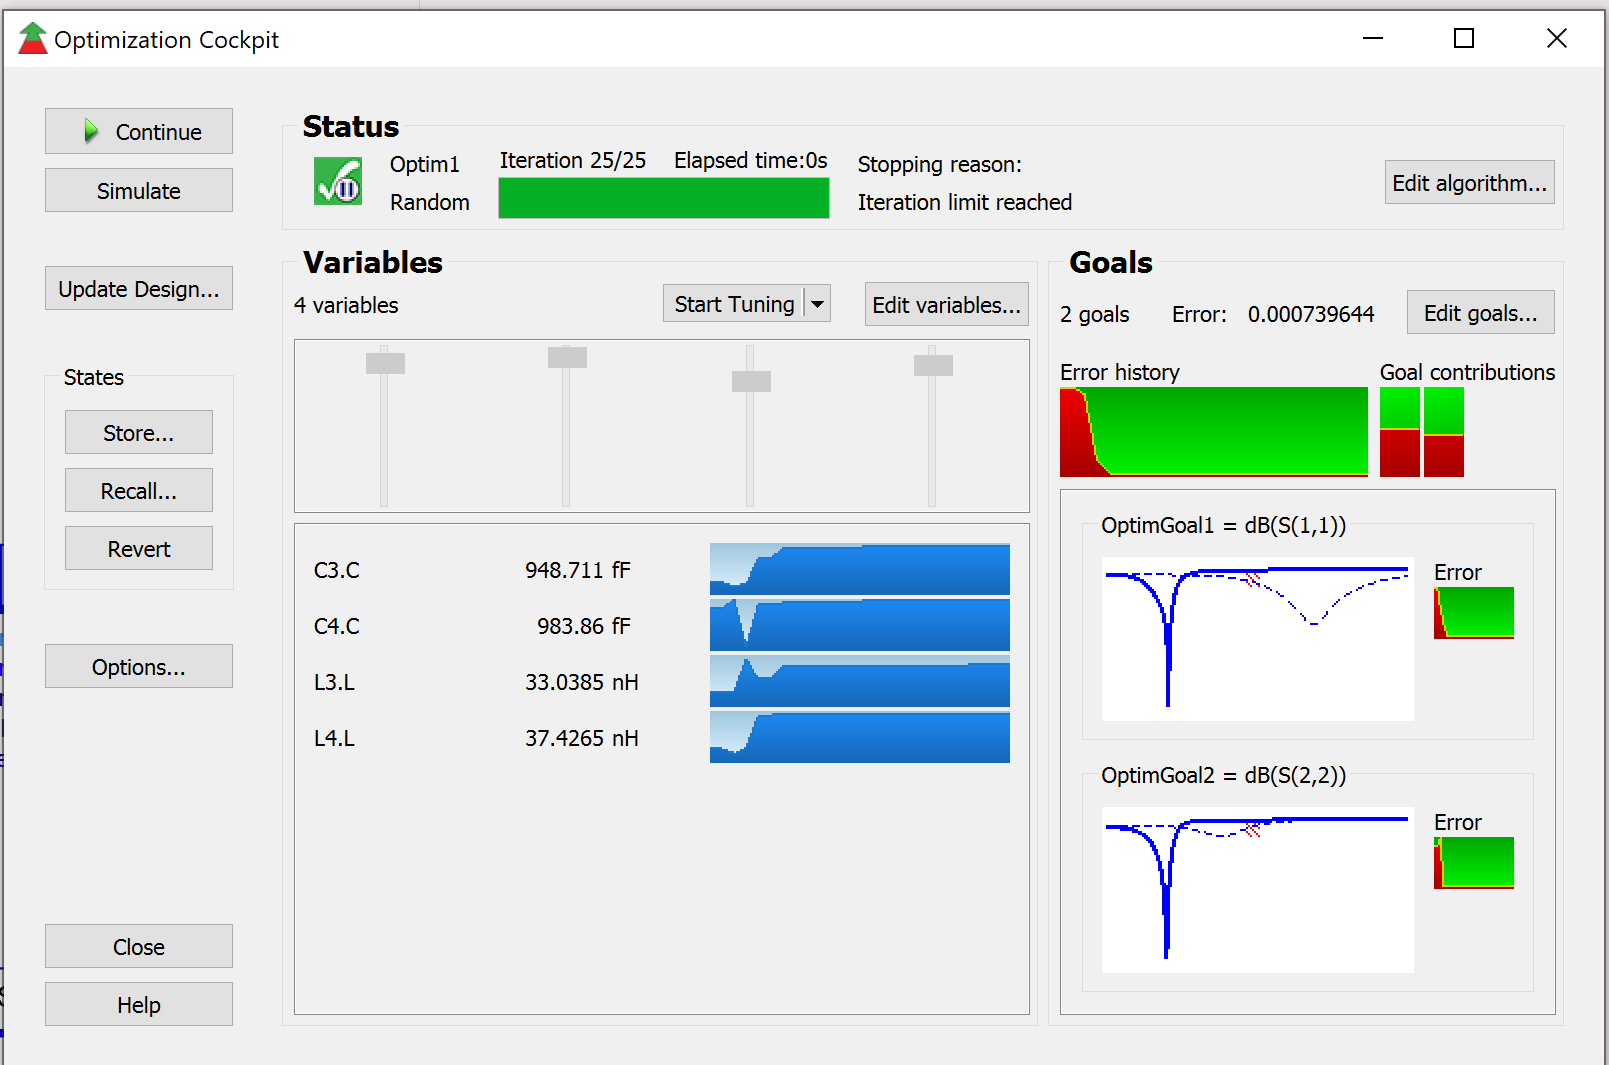 Optimization Cockpit
Continue
Simulate
Update Design...
States
Store...
Recall...
Revert
Options...
Close
Help
Status
Optim1
Random
Iteration 25/25 Elapsed time:0s
Stopping reason:
Iteration limit reached
Edit algorithm...
Variables
4 variables
Start Tuning
Edit variables...
C3.C 948.711 fF
C4.C 983.86 fF
L3.L 33.0385 nH
L4.L 37.4265 nH
Goals
2 goals Error: 0.000739644
Edit goals...
Error history
Goal contributions
OptimGoal1 = dB(S(1,1))
Error
OptimGoal2 = dB(S(2,2))
Error